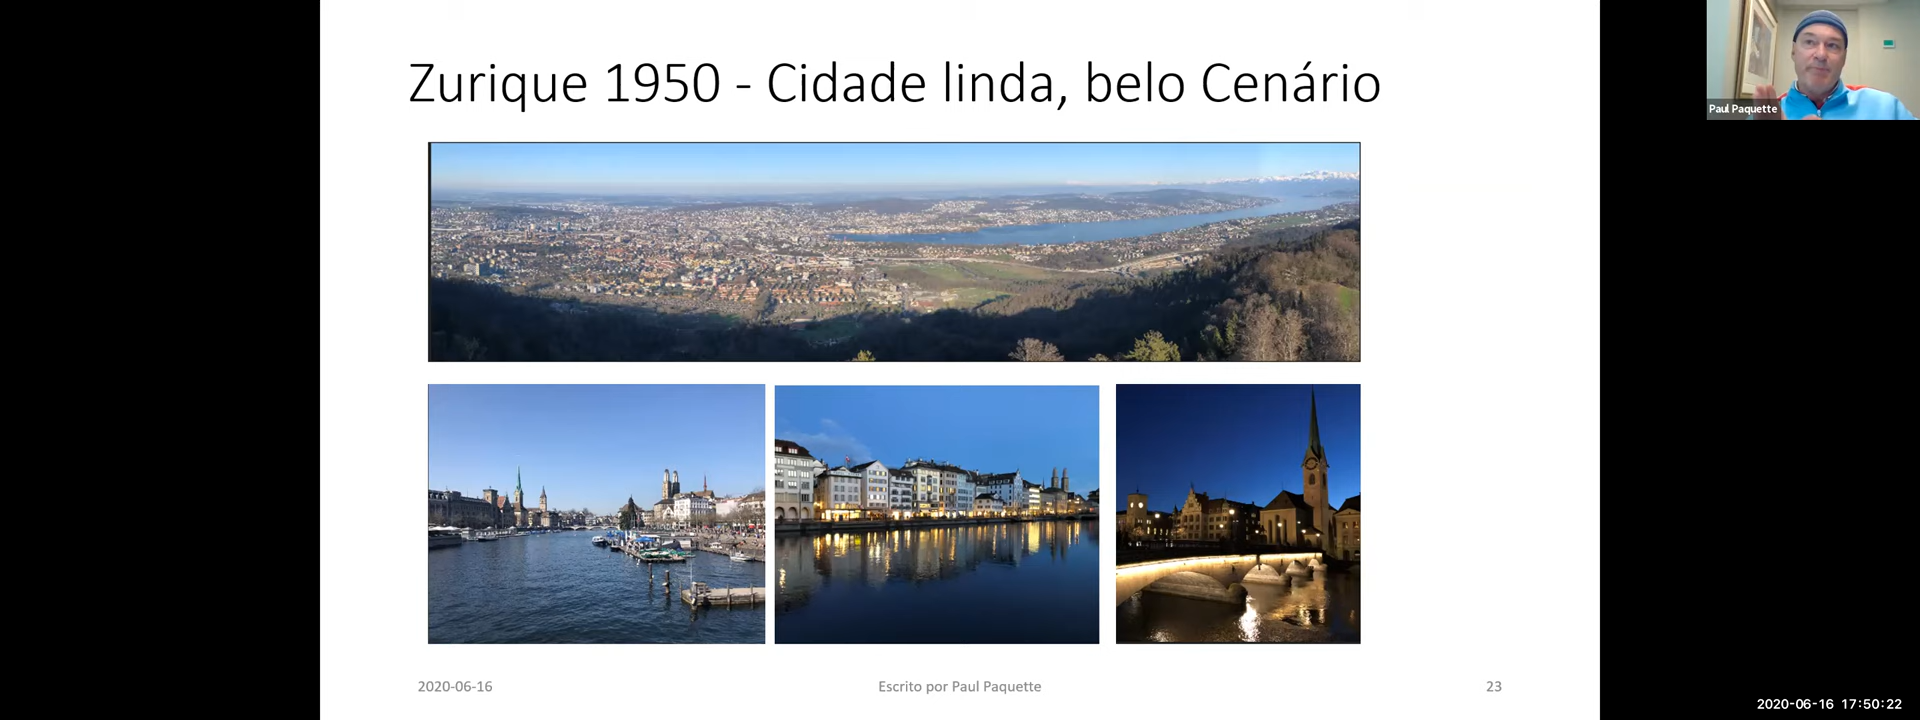 Zurique 1950 - Cidade linda, belo Cenário
Paul Paquette
2020-06-16
Escrito por Paul Paquette
23
2020-06-16 17:50:22